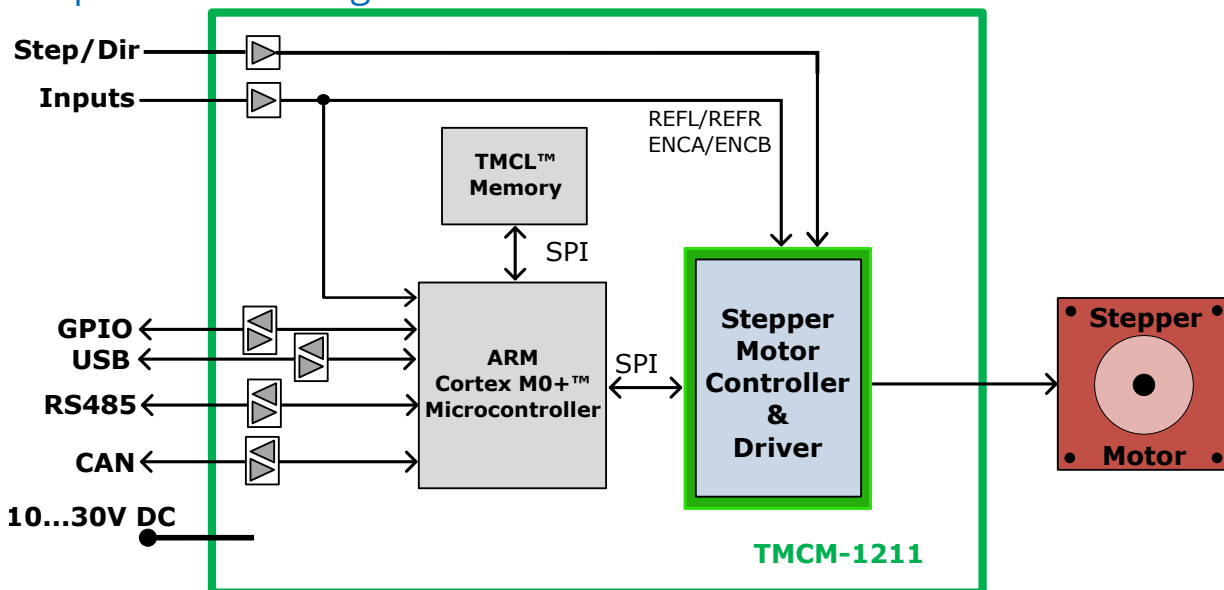 Step/Dir
Inputs
REFL/REFR
ENCA/ENCB
TMCL™
Memory
SPI
GPIO
USB
RS485
CAN
10...30V DC
ARM
Cortex M0+™
Microcontroller
SPI
Stepper
Motor
Controller
&
Driver
Stepper
Motor
TMCM-1211